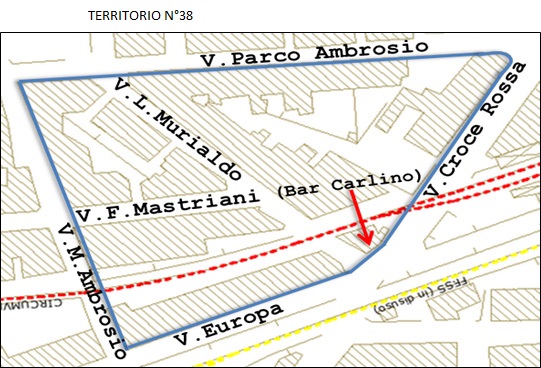 TERRITORIO N°38
V.Parco Ambrosio
V.L.Murialdo
V.Croce Rossa
(Bar Carlino)
V.F.Mastriani
V.M.Ambrosio
CIRCUMV
FFSS (in disuso)
V.Europa